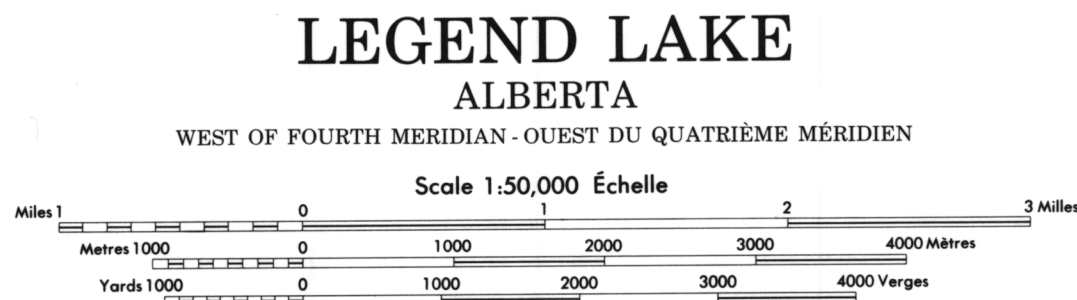 LEGEND LAKE
ALBERTA
WEST OF FOURTH MERIDIAN - OUEST DU QUATRIÈME MÉRIDIEN
Scale 1:50,000 Échelle
Miles 1 0 1 2 3 Milles
Metres 1000 0 1000 2000 3000 4000 Mètres
Yards 1000 0 1000 2000 3000 4000 Verges